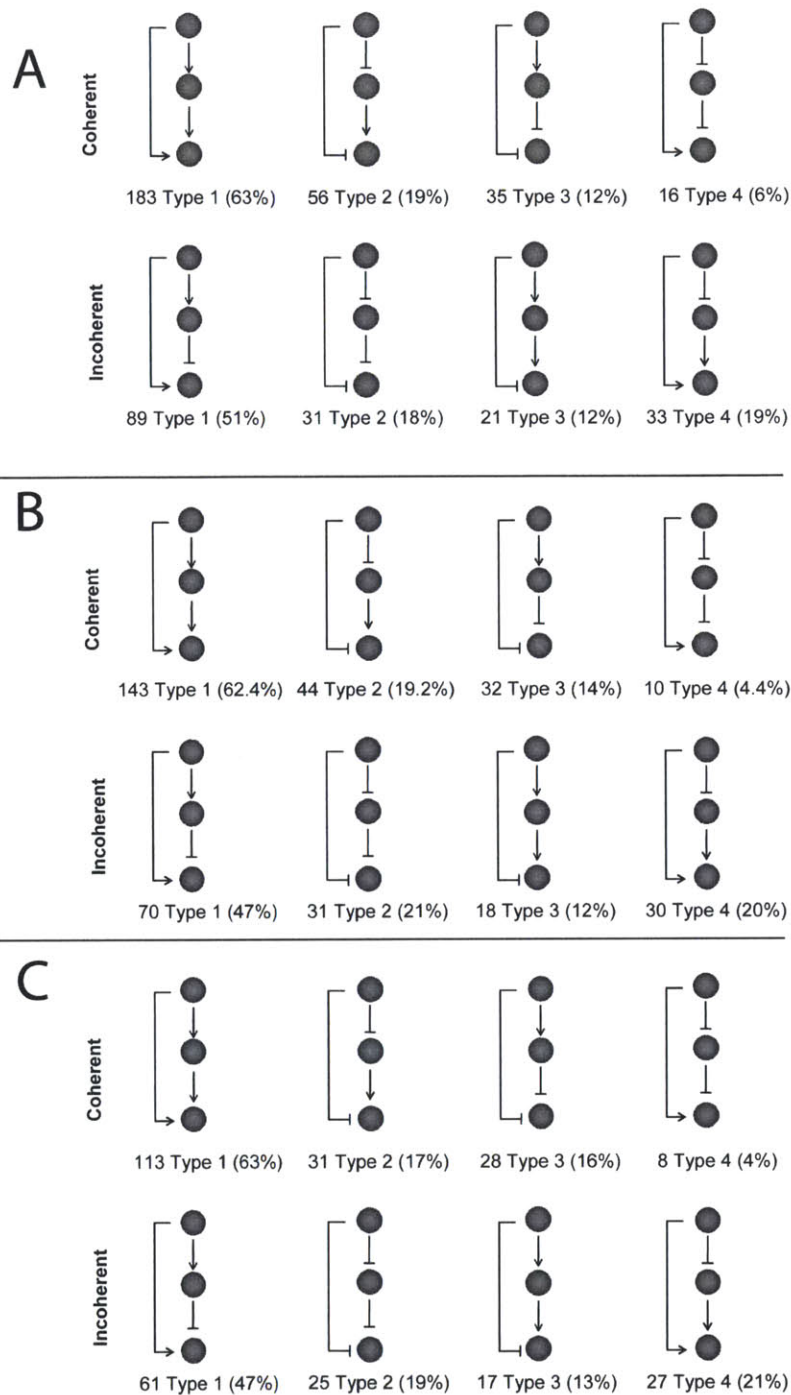 A
Coherent
183 Type 1 (63%) 56 Type 2 (19%) 35 Type 3 (12%) 16 Type 4 (6%)
Incoherent
89 Type 1 (51%) 31 Type 2 (18%) 21 Type 3 (12%) 33 Type 4 (19%)
B
Coherent
143 Type 1 (62.4%) 44 Type 2 (19.2%) 32 Type 3 (14%) 10 Type 4 (4.4%)
Incoherent
70 Type 1 (47%) 31 Type 2 (21%) 18 Type 3 (12%) 30 Type 4 (20%)
C
Coherent
113 Type 1 (63%) 31 Type 2 (17%) 28 Type 3 (16%) 8 Type 4 (4%)
Incoherent
61 Type 1 (47%) 25 Type 2 (19%) 17 Type 3 (13%) 27 Type 4 (21%)